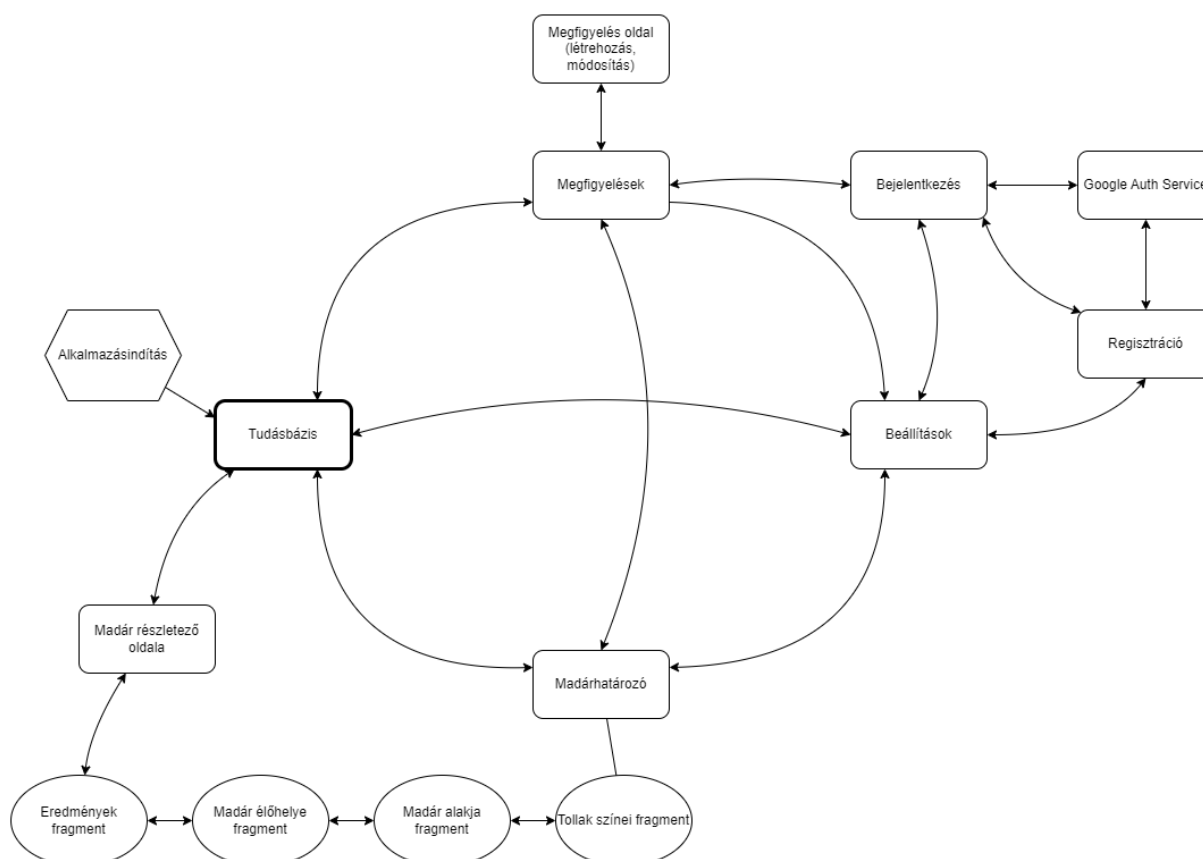 Megfigyelés oldal
(létrehozás,
módosítás)
Megfigyelések
Bejelentkezés
Google Auth Service
Alkalmazásindítás
Regisztráció
Tudásbázis
Beállítások
Madár részletező
oldala
Madárhatározó
Eredmények
fragment
Madár élőhelye
fragment
Madár alakja
fragment
Tollak színei fragment